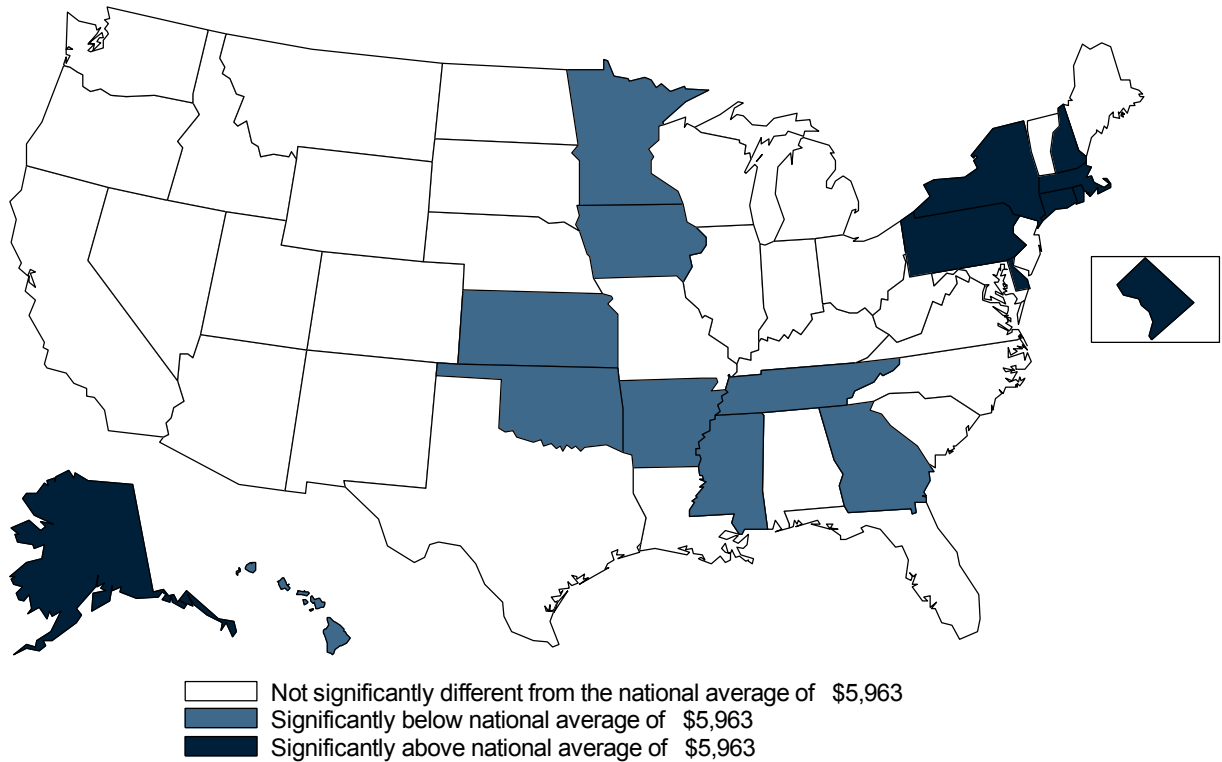 Not significantly different from the national average of $5,963
Significantly below national average of $5,963
Significantly above national average of $5,963